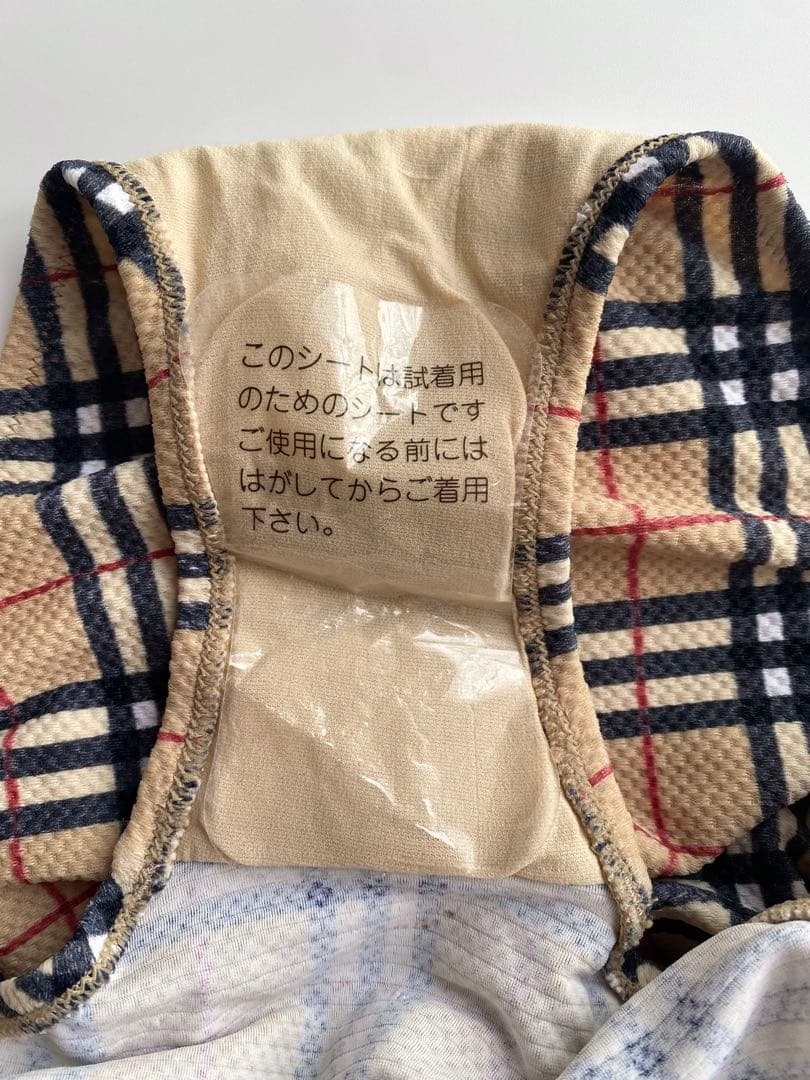 このシートは試着用
のためのシートです
ご使用になる前には
はがしてからご着用
下さい。